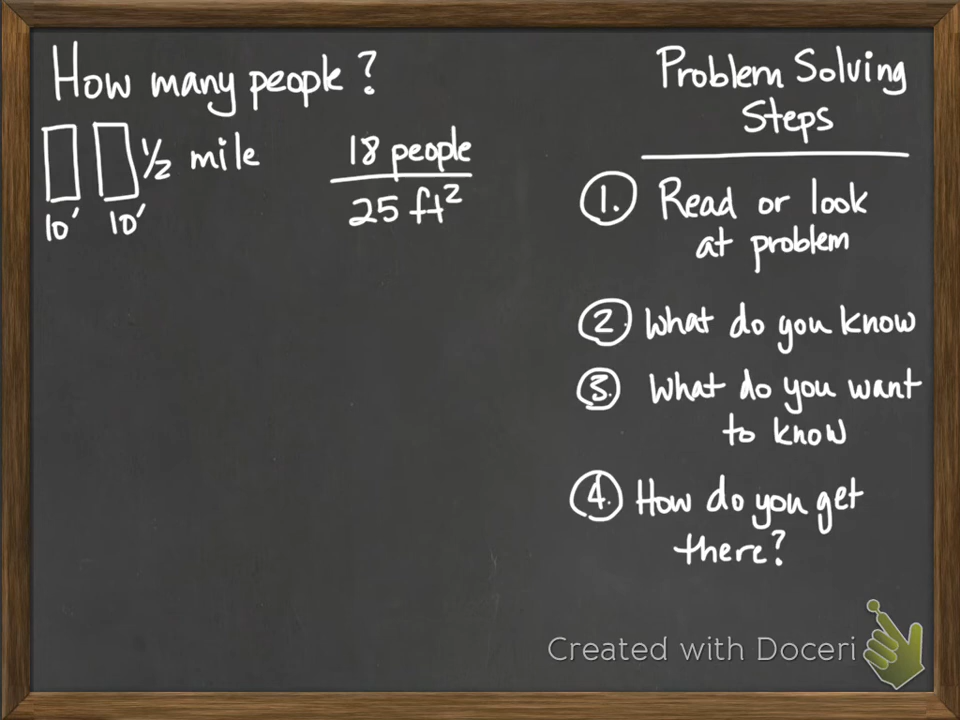 How many people?
1/2 mile
10' 10'
18 people
25 ft²
Problem Solving
Steps
1. Read or look
at problem
2. What do you know
3. What do you want
to know
4. How do you get
there?
Created with Doceri